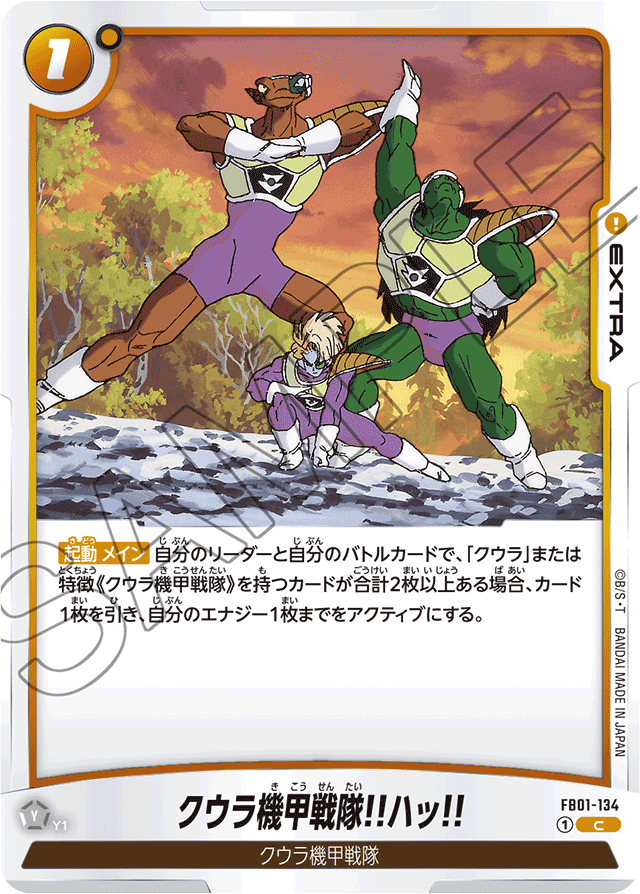 1
SAMPLE
! EXTRA
起動 メイン 自分のリーダーと自分のバトルカードで、「クウラ」または
特徴《クウラ機甲戦隊》を持つカードが合計2枚以上ある場合、カード
1枚を引き、自分のエナジー1枚までをアクティブにする。
©B/S・T BANDAI MADE IN JAPAN
クウラ機甲戦隊!!ハッ!!
FB01-134
Y Y1
1 C
クウラ機甲戦隊